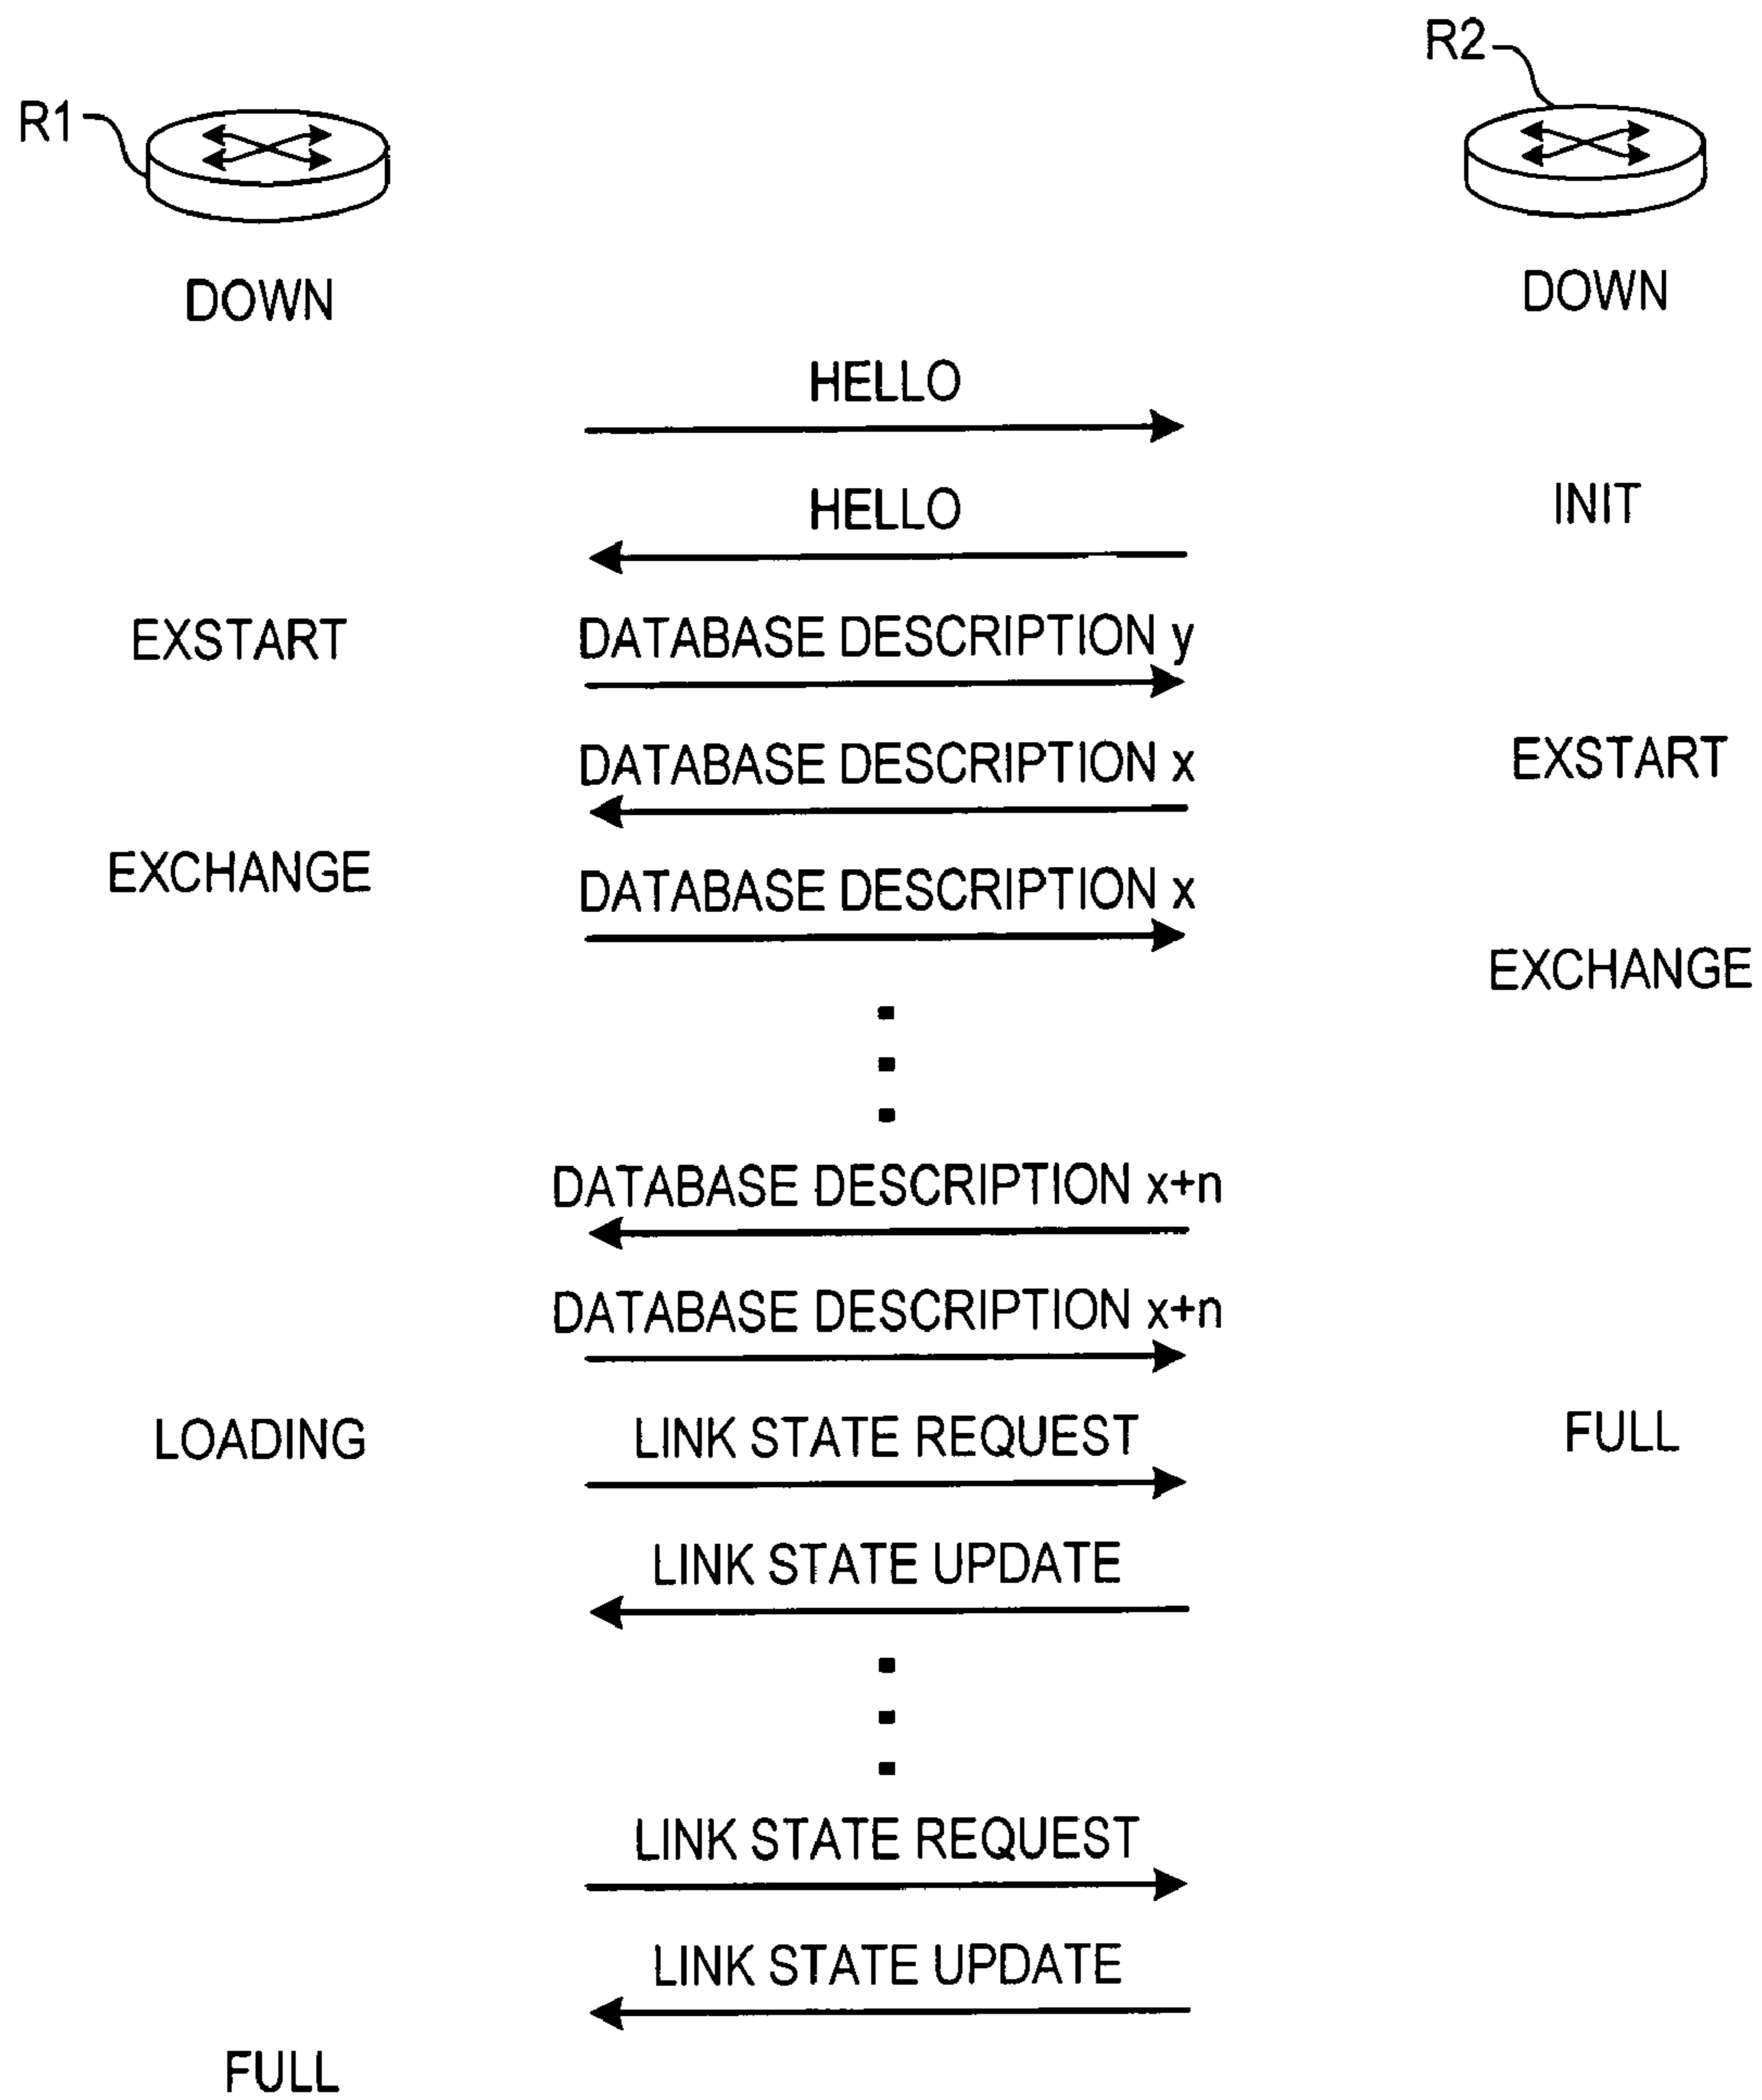 R2
R1
DOWN
DOWN
HELLO
HELLO
INIT
EXSTART
DATABASE DESCRIPTION y
DATABASE DESCRIPTION x
EXSTART
EXCHANGE
DATABASE DESCRIPTION x
EXCHANGE
DATABASE DESCRIPTION x+n
DATABASE DESCRIPTION x+n
LOADING
LINK STATE REQUEST
FULL
LINK STATE UPDATE
LINK STATE REQUEST
LINK STATE UPDATE
FULL